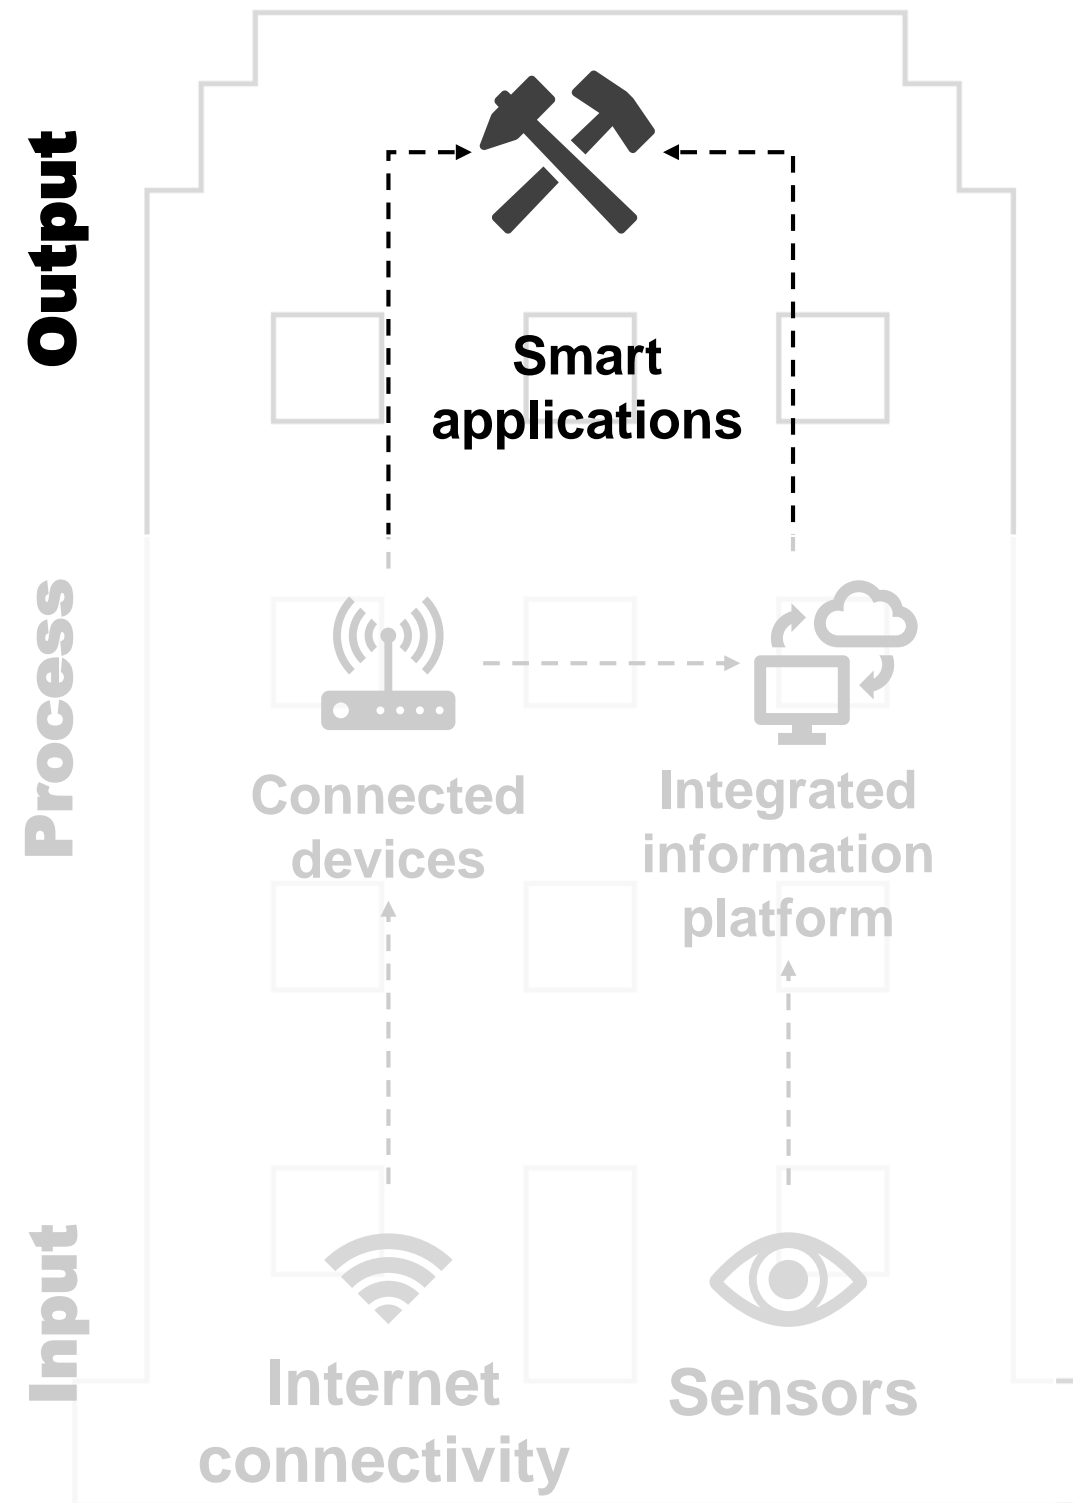 Output
Smart
applications
Process
Connected
devices
Integrated
information
platform
Input
Internet
connectivity
Sensors